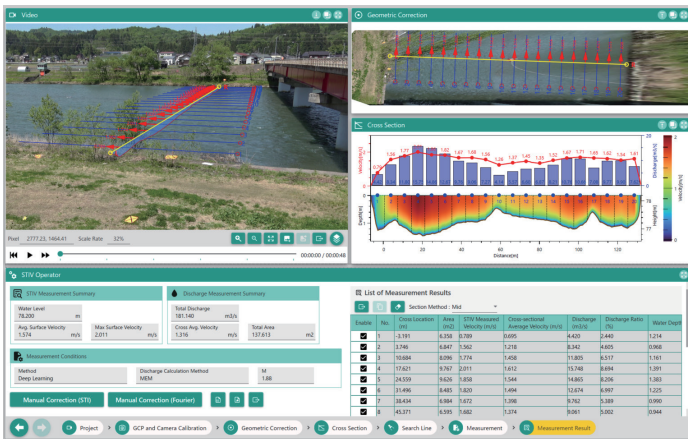 Video
Geometric Correction
Pixel 2777.23, 1464.41 Scale Rate 32%
00:00:00 / 00:00:48
Cross Section
Velocity(m/s)
Discharge(m3/s)
Depth(m)
Height(m)
Velocity(m/s)
0 20 40 60 80 100 120
Distance(m)
STIV Operator
STIV Measurement Summary
Water Level
78.200 m
Avg. Surface Velocity Max Surface Velocity
1.574 m/s 2.011 m/s
Discharge Measurement Summary
Total Discharge
181.140 m3/s
Cross Avg. Velocity Total Area
1.316 m/s 137.613 m2
Measurement Conditions
Method Discharge Calculation Method M
Deep Learning MEM 1.88
Manual Correction (STI) Manual Correction (Fourier)
List of Measurement Results
Section Method : Mid
Enable No. Cross Location (m) Area (m2) STIV Measured Velocity (m/s) Cross-sectional Average Velocity (m/s) Discharge (m3/s) Discharge Ratio (%) Water Depth
1 -3.191 6.358 0.789 0.695 4.420 2.440 1.214
2 3.746 6.847 1.562 1.218 8.342 4.605 0.968
3 10.684 8.096 1.774 1.458 11.805 6.517 1.161
4 17.621 9.767 2.011 1.612 15.748 8.694 1.391
5 24.559 9.626 1.858 1.544 14.865 8.206 1.383
6 31.496 8.485 1.820 1.494 12.674 6.997 1.225
7 38.434 6.984 1.672 1.398 9.762 5.389 0.990
8 45.371 6.595 1.682 1.374 9.061 5.002 0.944
Project GCP and Camera Calibration Geometric Correction Cross Section Search Line Measurement Measurement Result